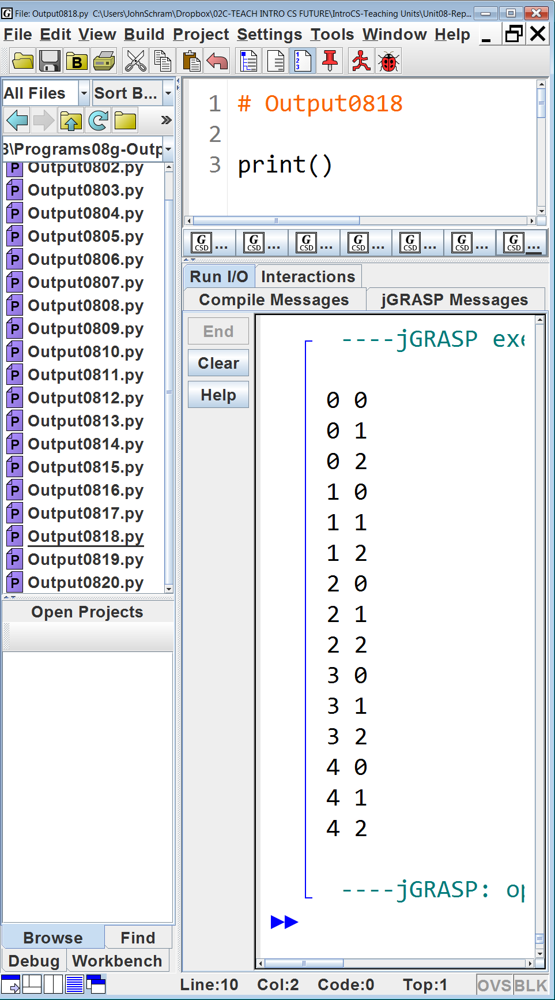 File: Output0818.py C:\Users\JohnSchram\Dropbox\02C-TEACH INTRO CS FUTURE\IntroCS-Teaching Units\Unit08-Rep...
File Edit View Build Project Settings Tools Window Help
B
1
2
3
All Files
Sort B...
»
3\Programs08g-Outp
P Output0802.py
P Output0803.py
P Output0804.py
P Output0805.py
P Output0806.py
P Output0807.py
P Output0808.py
P Output0809.py
P Output0810.py
P Output0811.py
P Output0812.py
P Output0813.py
P Output0814.py
P Output0815.py
P Output0816.py
P Output0817.py
P Output0818.py
P Output0819.py
P Output0820.py
Open Projects
Browse Find
Debug Workbench
1 # Output0818
2
3 print()
G CSD ... G CSD ... G CSD ... G CSD ... G CSD ... G CSD ... G CSD ...
Run I/O Interactions
Compile Messages jGRASP Messages
End
Clear
Help
----jGRASP exe
0 0
0 1
0 2
1 0
1 1
1 2
2 0
2 1
2 2
3 0
3 1
3 2
4 0
4 1
4 2
----jGRASP: op
Line:10 Col:2 Code:0 Top:1 OVS BLK